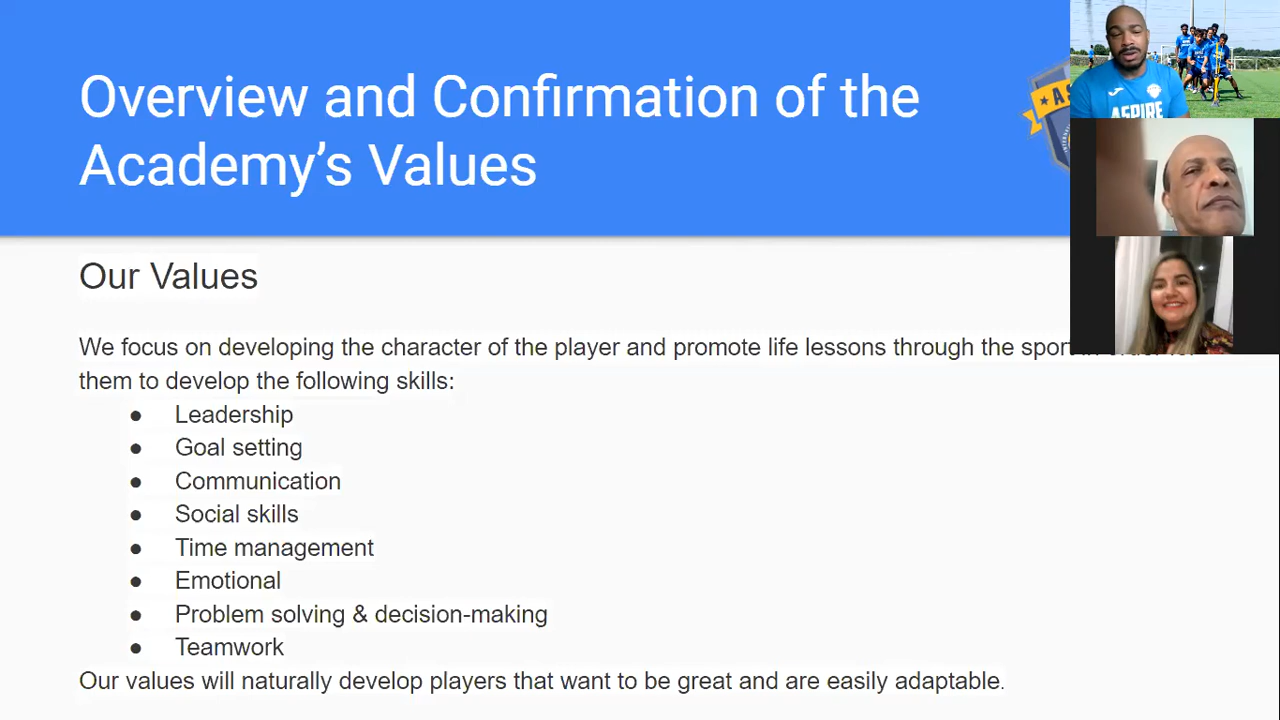 Overview and Confirmation of the
Academy’s Values
ASPIRE
Our Values
We focus on developing the character of the player and promote life lessons through the sport in order for
them to develop the following skills:
● Leadership
● Goal setting
● Communication
● Social skills
● Time management
● Emotional
● Problem solving & decision-making
● Teamwork
Our values will naturally develop players that want to be great and are easily adaptable.